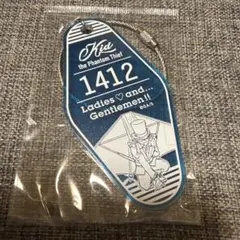 Kid
the Phantom Thief
1412
Ladies♡and...
Gentlemen!!